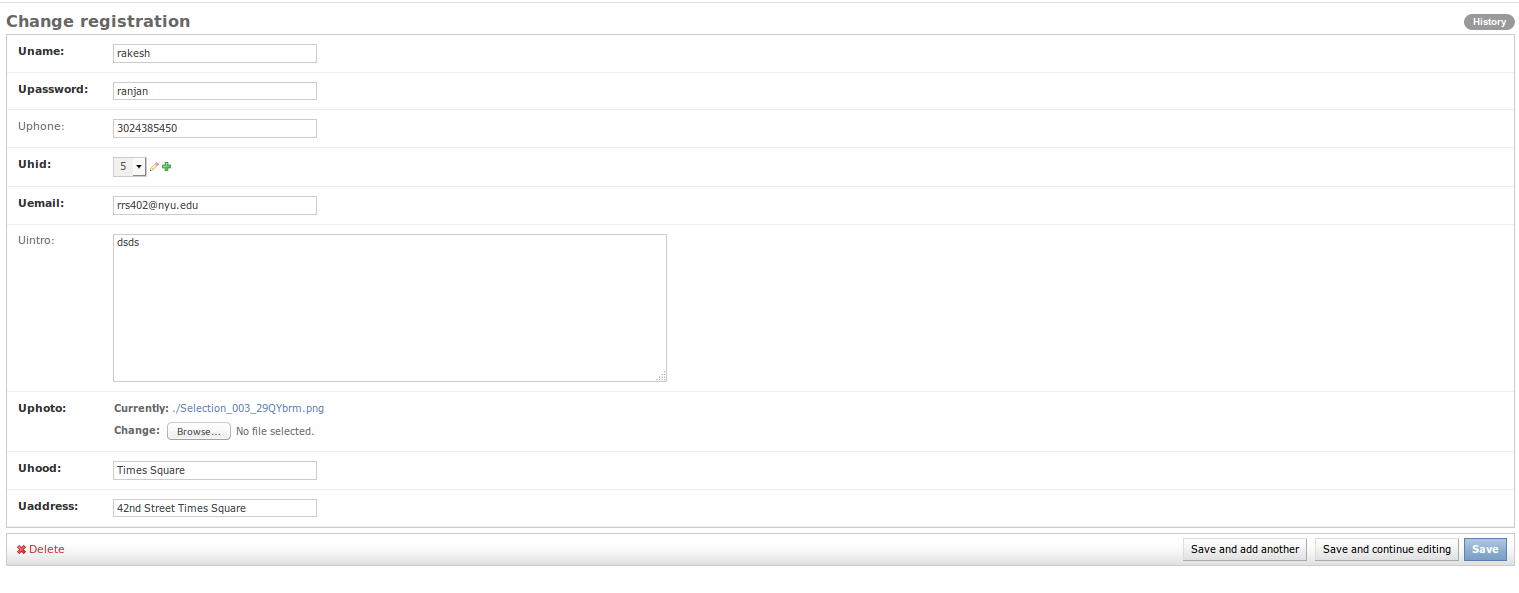 Change registration
History
Uname: rakesh
Upassword: ranjan
Uphone: 3024385450
Uhid: 5
Uemail: rrs402@nyu.edu
Uintro: dsds
Uphoto: Currently: ./Selection_003_29QYbrm.png
Change: Browse... No file selected.
Uhood: Times Square
Uaddress: 42nd Street Times Square
Delete Save and add another Save and continue editing Save